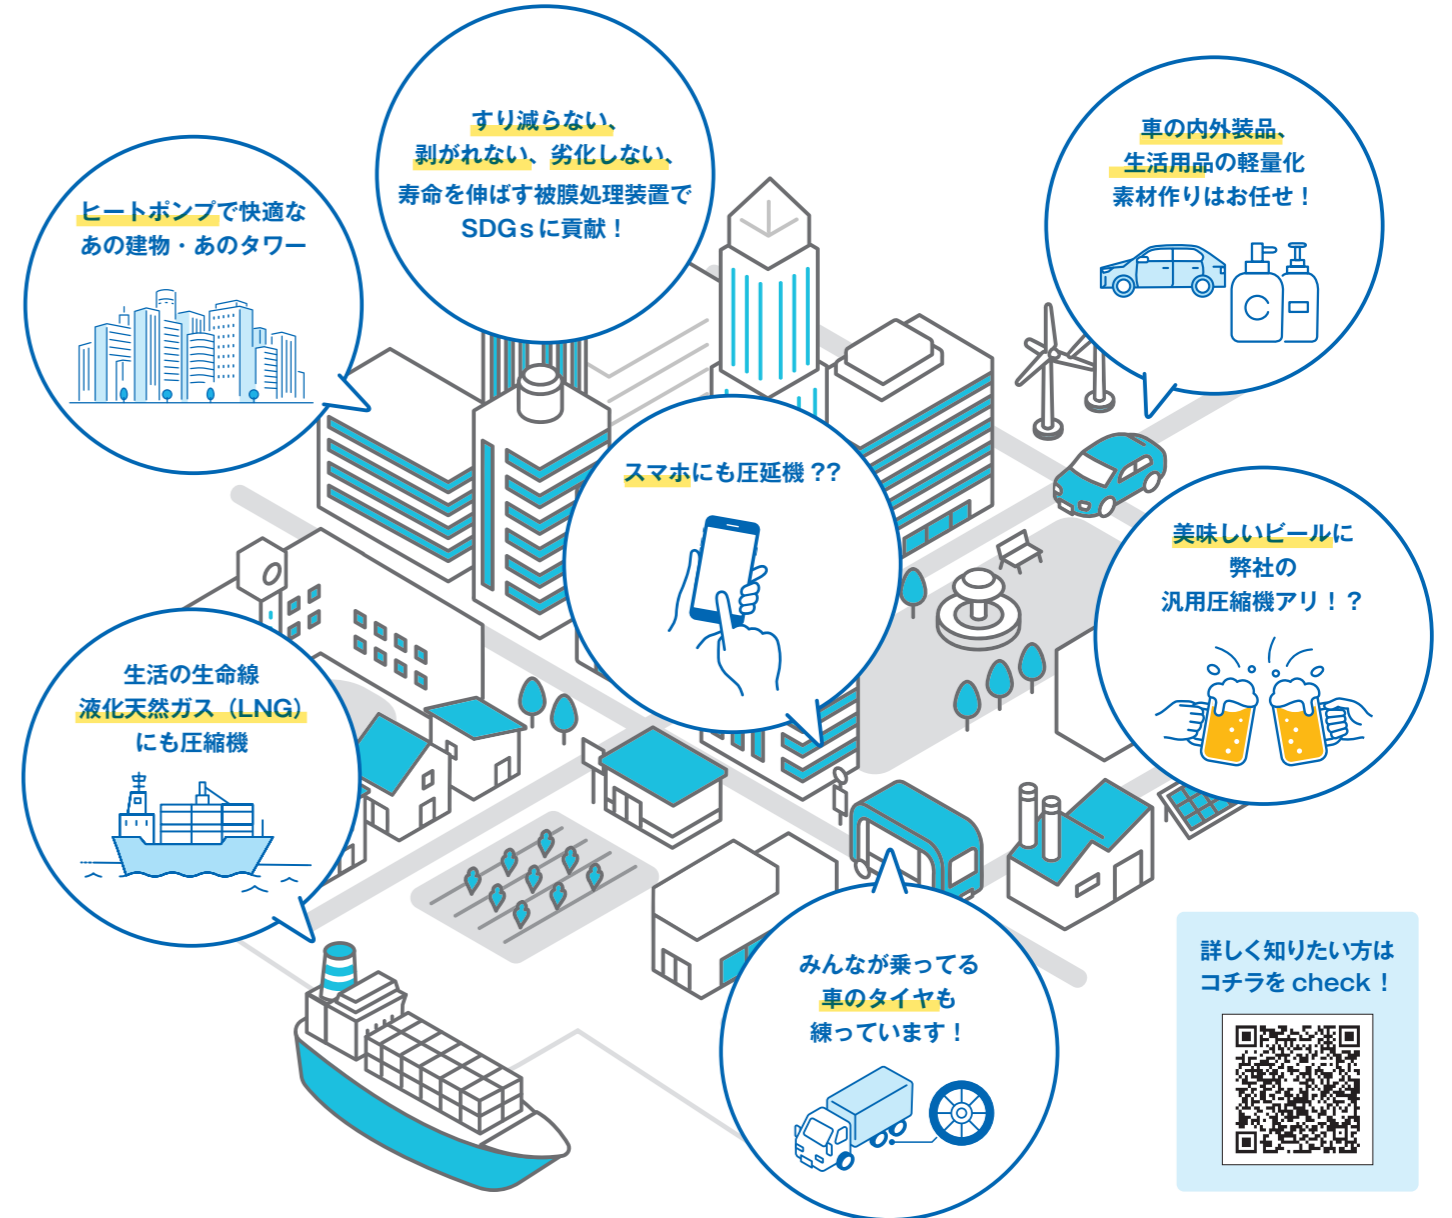 すり減らない、
剥がれない、劣化しない、
寿命を伸ばす被膜処理装置で
SDGsに貢献！
車の内外装品、
生活用品の軽量化
素材作りはお任せ！
ヒートポンプで快適な
あの建物・あのタワー
スマホにも圧延機??
美味しいビールに
弊社の
汎用圧縮機アリ！？
生活の生命線
液化天然ガス（LNG）
にも圧縮機
みんなが乗ってる
車のタイヤも
練っています！
詳しく知りたい方は
コチラを check！